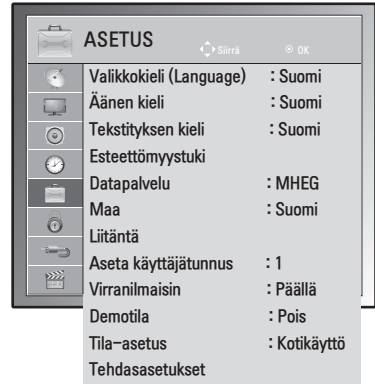 ASETUS
Siirrä OK
Valikkokieli (Language) : Suomi
Äänen kieli : Suomi
Tekstityksen kieli : Suomi
Esteettömyystuki
Datapalvelu : MHEG
Maa : Suomi
Liitäntä
Aseta käyttäjätunnus : 1
Virranilmaisin : Päällä
Demotila : Pois
Tila-asetus : Kotikäyttö
Tehdasasetukset